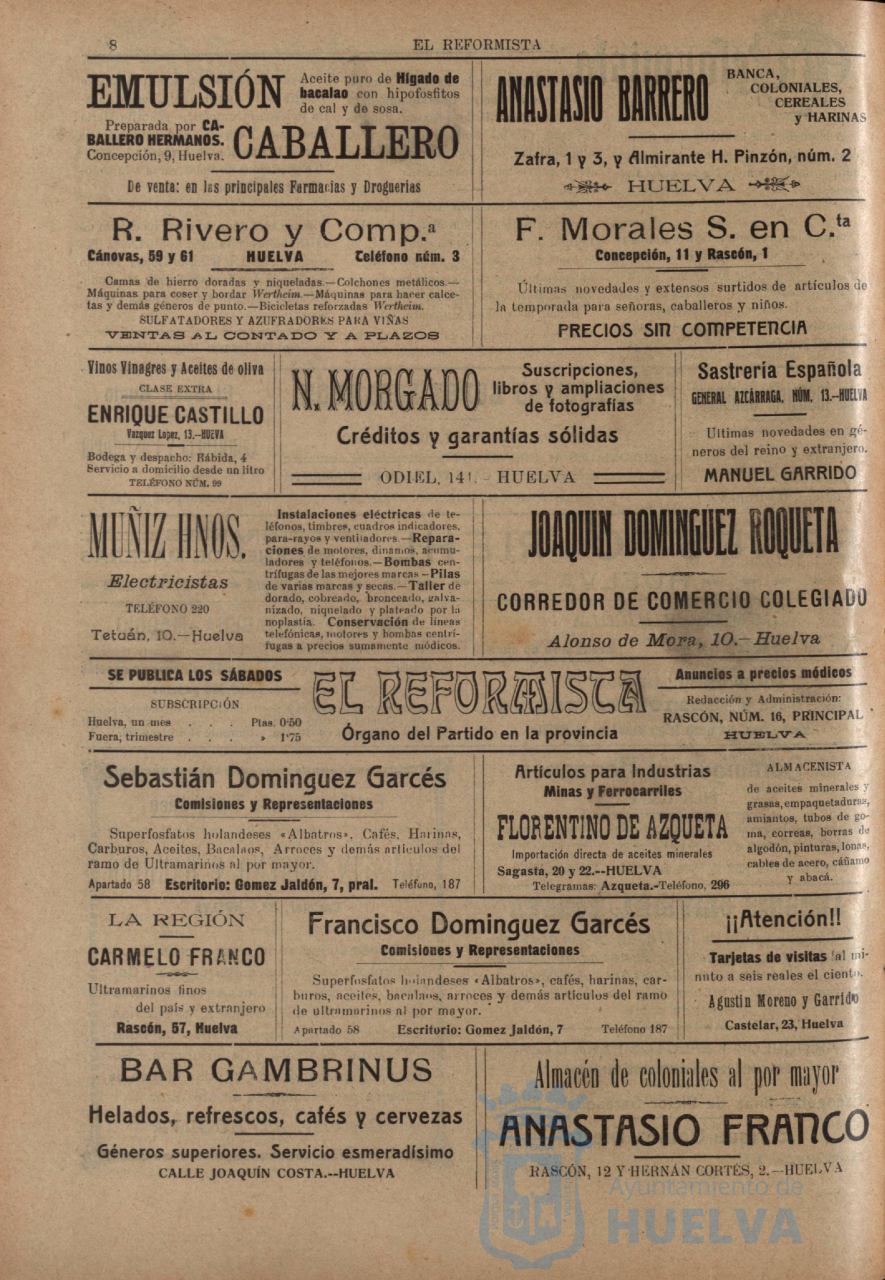 8
EL REFORMISTA
EMULSIÓN
Aceite puro de Hígado de
bacalao con hipofosfitos
de cal y de sosa.
Preparada por CA-
BALLERO HERMANOS.
Concepción, 9, Huelva.
CABALLERO
De venta: en las principales Farmacias y Droguerias
ANASTASIO BARRERO
BANCA,
COLONIALES,
CEREALES
y HARINAS
Zafra, 1 y 3, y Almirante H. Pinzón, núm. 2
HUELVA
R. Rivero y Comp.ª
Cánovas, 59 y 61 HUELVA Teléfono núm. 3
Camas de hierro doradas y niqueladas.—Colchones metálicos.—
Máquinas para coser y bordar Wertheim.—Máquinas para hacer calce-
tas y demás géneros de punto.—Bicicletas reforzadas Wertheim.
SULFATADORES Y AZUFRADORES PARA VIÑAS
VENTAS AL CONTADO Y A PLAZOS
F. Morales S. en C.ta
Concepción, 11 y Rascón, 1
Últimas novedades y extensos surtidos de artículos de
la temporada para señoras, caballeros y niños.
PRECIOS SIN COMPETENCIA
Vinos Vinagres y Aceites de oliva
CLASE EXTRA
ENRIQUE CASTILLO
Vazquez Lopez, 13.—HUEVA
Bodega y despacho: Rábida, 4
Servicio a domicilio desde un litro
TELÉFONO NÚM. 99
N. MORGADO
Suscripciones,
libros y ampliaciones
de fotografías
Créditos y garantías sólidas
ODIEL, 141.- HUELVA
Sastrería Española
GENERAL AZCÁRRAGA, NÚM. 13.—HUELVA
Ultimas novedades en gé-
neros del reino y extranjero.
MANUEL GARRIDO
MUÑIZ HNOS.
Electricistas
TELÉFONO 220
Tetuán, 10.—Huelva
Instalaciones eléctricas de te-
léfonos, timbres, cuadros indicadores,
para-rayos y ventiladores.—Repara-
ciones de motores, dinamos, acumu-
ladores y teléfonos.—Bombas cen-
trífugas de las mejores marcas—Pilas
de varias marcas y secas.—Taller de
dorado, cobreado, bronceado, galva-
nizado, niquelado y plateado por la
noplastia. Conservación de líneas
telefónicas, motores y bombas centrí-
fugas a precios sumamente módicos.
JOAQUIN DOMINGUEZ ROQUETA
CORREDOR DE COMERCIO COLEGIADO
Alonso de Mora, 10.—Huelva
SE PUBLICA LOS SÁBADOS
SUBSCRIPCIÓN
Huelva, un mes . . . Ptas. 0'50
Fuera, trimestre . . . » 1'75
EL REFORMISTA
Órgano del Partido en la provincia
Anuncios a precios módicos
Redacción y Administración:
RASCÓN, NÚM. 16, PRINCIPAL
HUELVA
Sebastián Dominguez Garcés
Comisiones y Representaciones
Superfosfatos holandeses «Albatros», Cafés, Harinas,
Carburos, Aceites, Bacalaos, Arroces y demás articulos del
ramo de Ultramarinos al por mayor.
Apartado 58 Escritorio: Gomez Jaldón, 7, pral. Teléfuno, 187
Artículos para Industrias
Minas y Ferrocarriles
FLORENTINO DE AZQUETA
Importación directa de aceites minerales
Sagasta, 20 y 22.--HUELVA
Telegramas: Azqueta.-Teléfono, 296
ALMACENISTA
de aceites minerales y
grasas, empaquetaduras,
amiantos, tubos de go-
ma, correas, borras de
algodón, pinturas, lonas,
cables de acero, cáñamo
y abacá.
LA REGIÓN
CARMELO FRANCO
Ultramarinos finos
del país y extranjero
Rascón, 57, Huelva
Francisco Dominguez Garcés
Comisiones y Representaciones
Superfosfatos holandeses «Albatros», cafés, harinas, car-
buros, aceites, bacalaos, arroces y demás artículos del ramo
de ultramarinos al por mayor.
Apartado 58 Escritorio: Gomez Jaldón, 7 Teléfono 187
¡¡Atención!!
Tarjetas de visitas al mi-
nuto a seis reales el ciento.
Agustin Moreno y Garrido
Castelar, 23, Huelva
BAR GAMBRINUS
Helados, refrescos, cafés y cervezas
Géneros superiores. Servicio esmeradísimo
CALLE JOAQUÍN COSTA.--HUELVA
Almacén de coloniales al por mayor
ANASTASIO FRANCO
RASCÓN, 12 Y HERNÁN CORTÉS, 2.—HUELVA
Ayuntamiento de
HUELVA